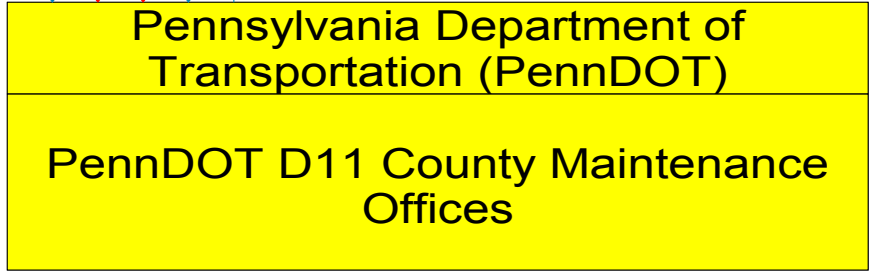 Pennsylvania Department of
Transportation (PennDOT)
PennDOT D11 County Maintenance
Offices